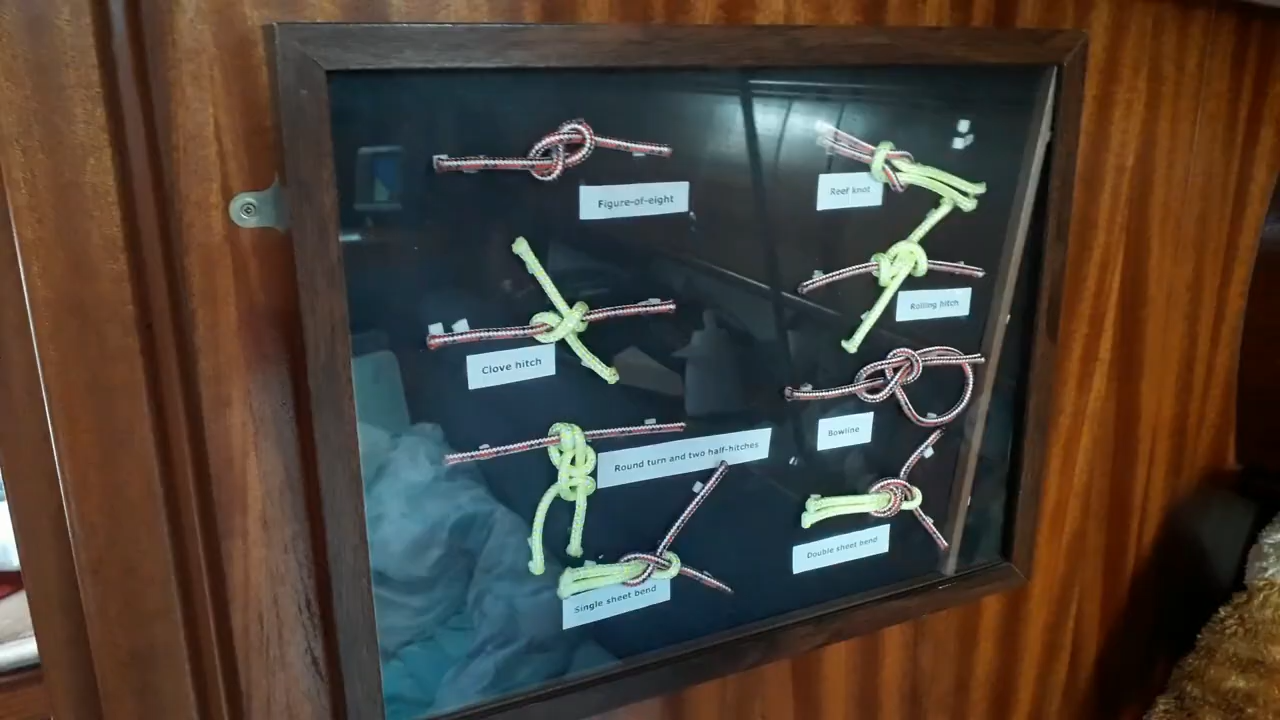 Figure-of-eight
Reef knot
Rolling hitch
Clove hitch
Bowline
Round turn and two half-hitches
Double sheet bend
Single sheet bend